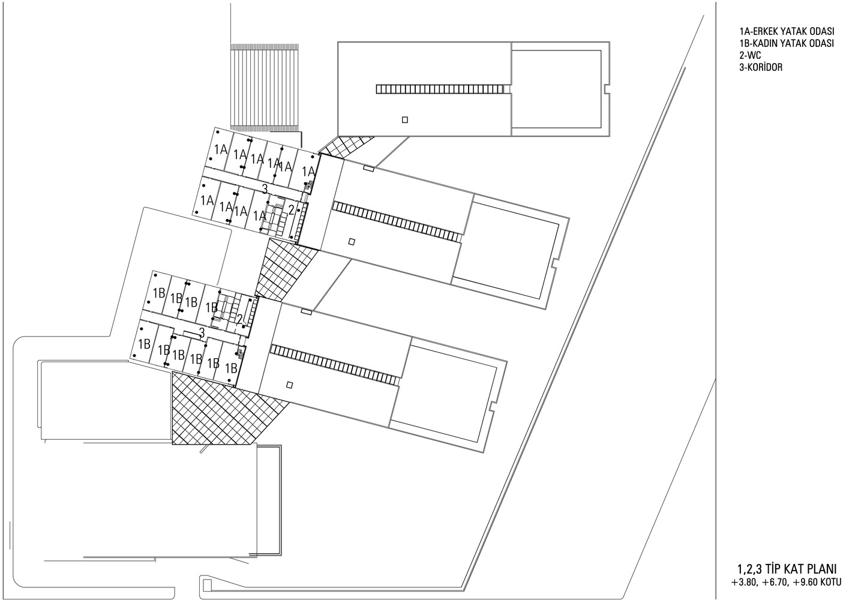 1A-ERKEK YATAK ODASI
1B-KADIN YATAK ODASI
2-WC
3-KORİDOR
1A 1A 1A 1A 1A 1A
3
1A 1A 1A 1A 2
1B 1B 1B 1B 2
3
1B 1B 1B 1B 1B 1B
1,2,3 TİP KAT PLANI
+3.80, +6.70, +9.60 KOTU